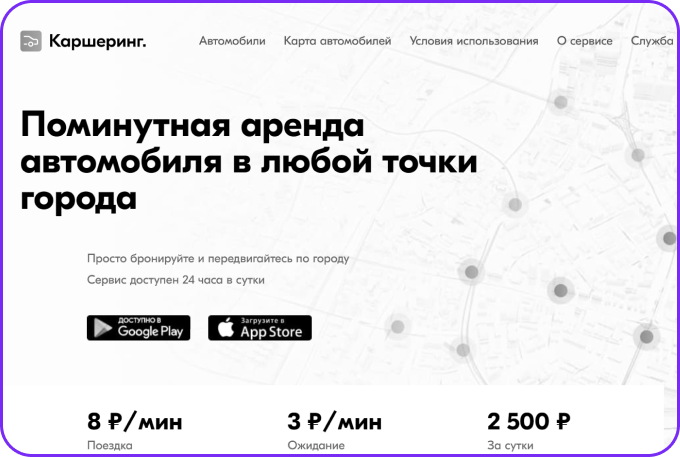 Каршеринг.
Автомобили Карта автомобилей Условия использования О сервисе Служба
Поминутная аренда
автомобиля в любой точки
города
Просто бронируйте и передвигайтесь по городу
Сервис доступен 24 часа в сутки
ДОСТУПНО В
Google Play
Загрузите в
App Store
8 ₽/мин 3 ₽/мин 2 500 ₽
Поездка Ожидание За сутки